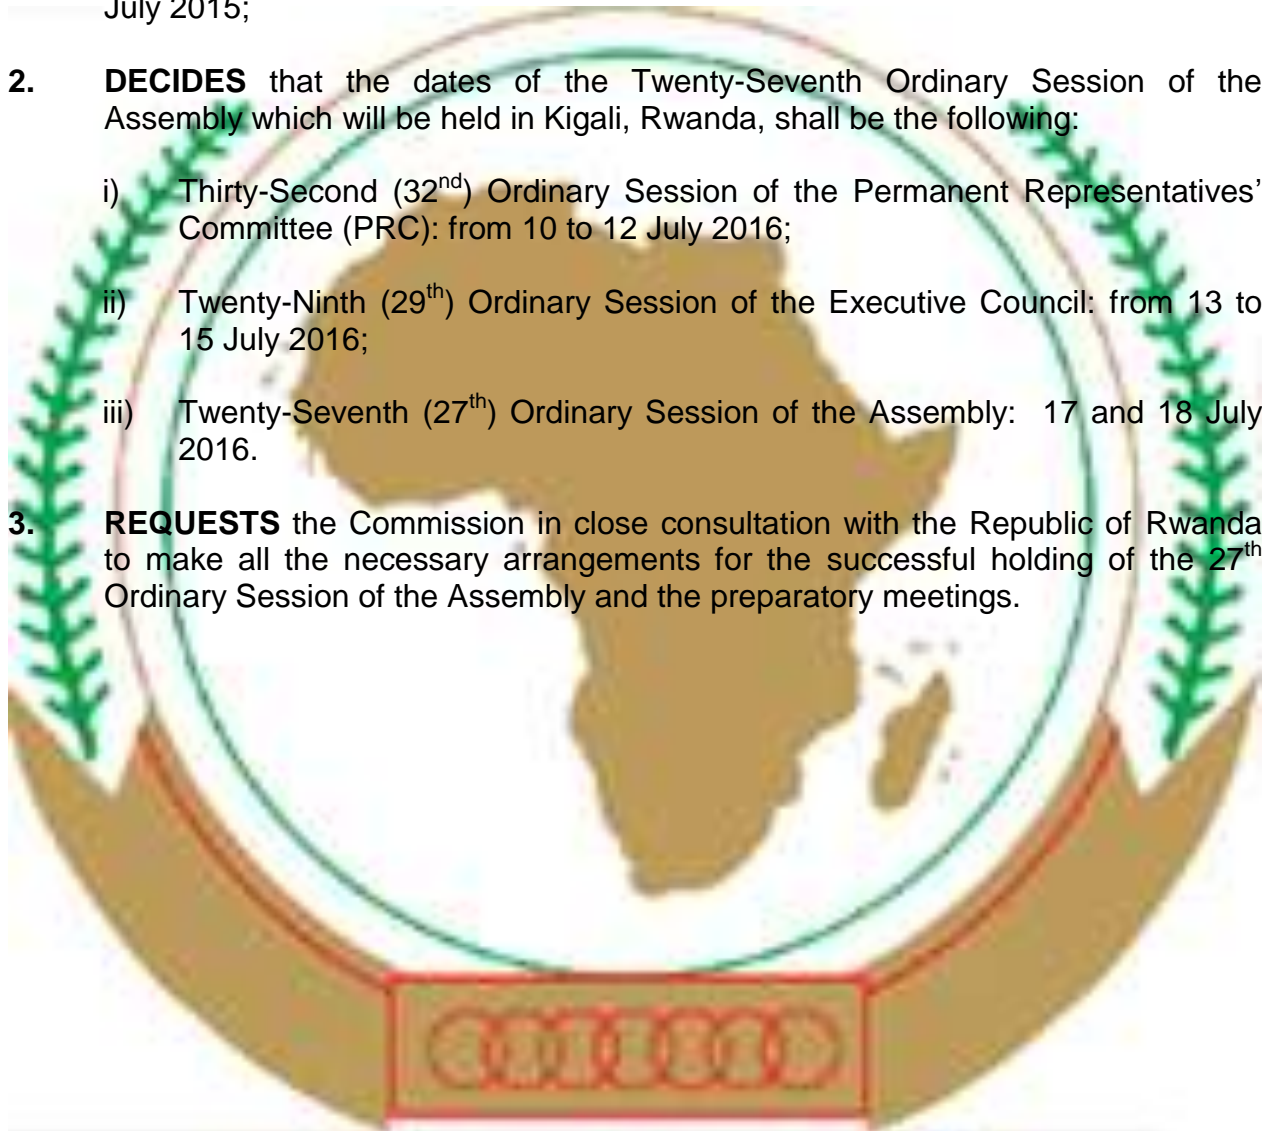 July 2015;
2. DECIDES that the dates of the Twenty-Seventh Ordinary Session of the
Assembly which will be held in Kigali, Rwanda, shall be the following:
i) Thirty-Second (32nd) Ordinary Session of the Permanent Representatives’
Committee (PRC): from 10 to 12 July 2016;
ii) Twenty-Ninth (29th) Ordinary Session of the Executive Council: from 13 to
15 July 2016;
iii) Twenty-Seventh (27th) Ordinary Session of the Assembly: 17 and 18 July
2016.
3. REQUESTS the Commission in close consultation with the Republic of Rwanda
to make all the necessary arrangements for the successful holding of the 27th
Ordinary Session of the Assembly and the preparatory meetings.